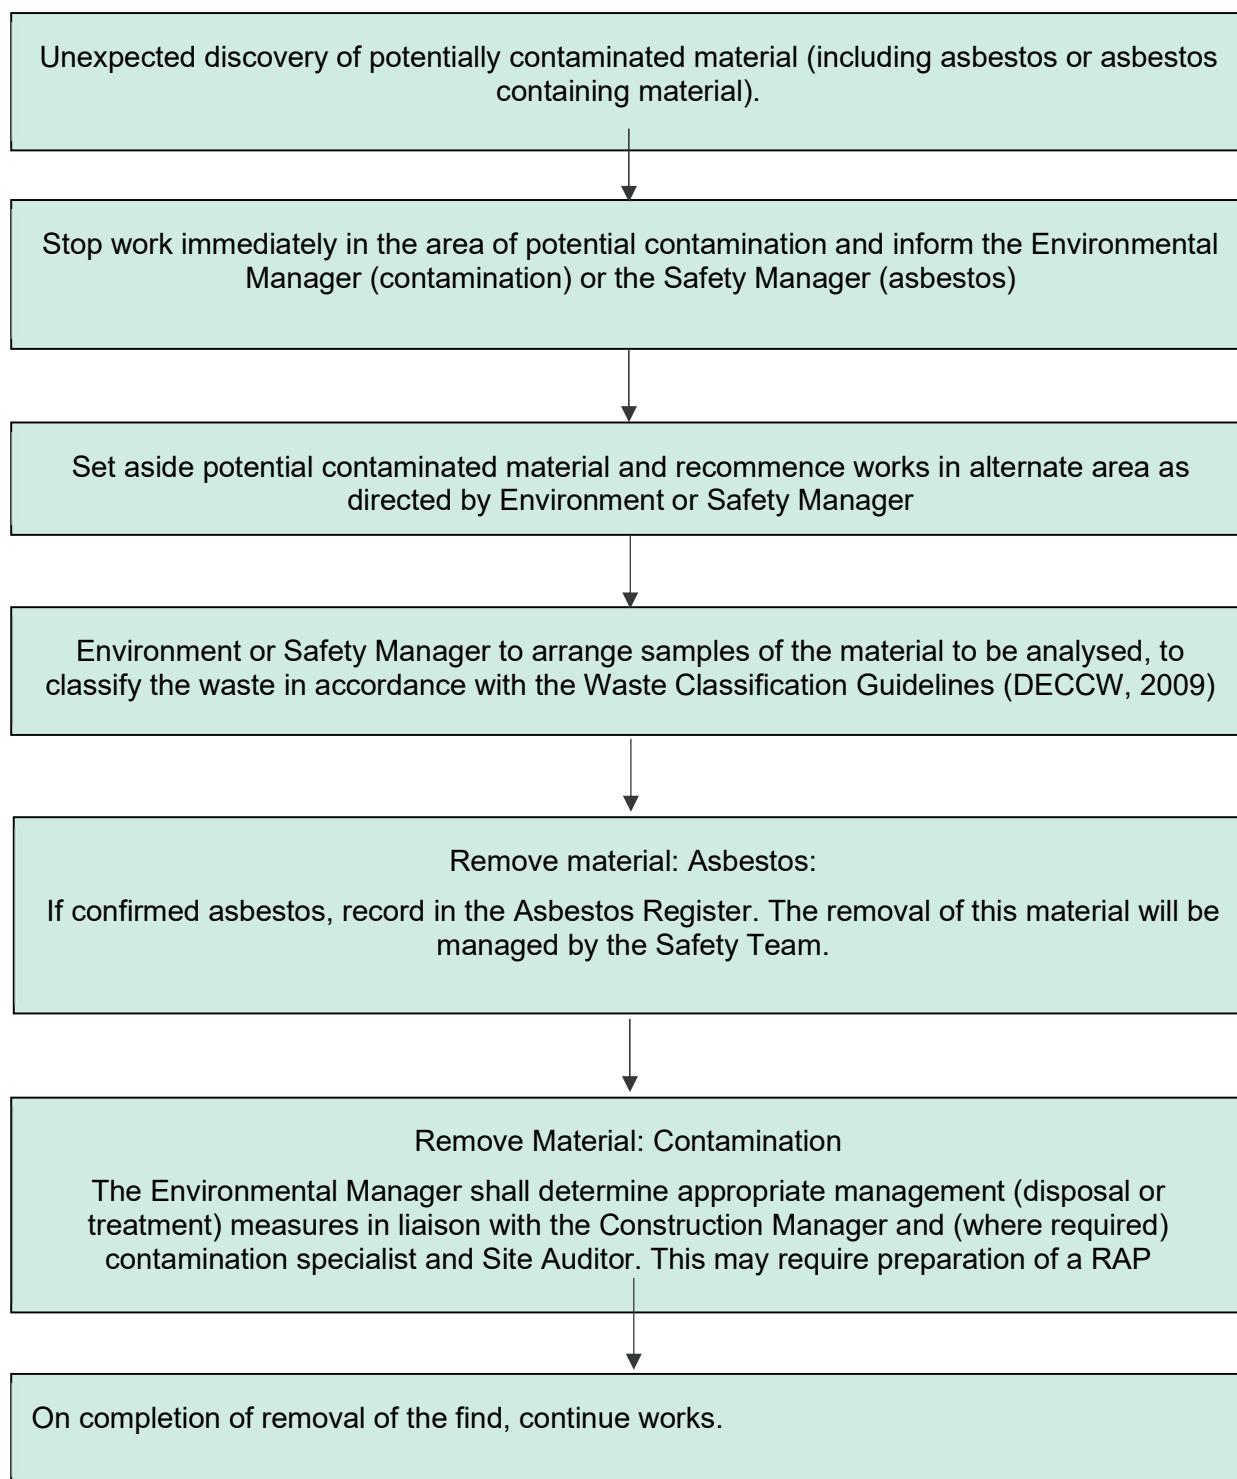 Unexpected discovery of potentially contaminated material (including asbestos or asbestos
containing material).
Stop work immediately in the area of potential contamination and inform the Environmental
Manager (contamination) or the Safety Manager (asbestos)
Set aside potential contaminated material and recommence works in alternate area as
directed by Environment or Safety Manager
Environment or Safety Manager to arrange samples of the material to be analysed, to
classify the waste in accordance with the Waste Classification Guidelines (DECCW, 2009)
Remove material: Asbestos:
If confirmed asbestos, record in the Asbestos Register. The removal of this material will be
managed by the Safety Team.
Remove Material: Contamination
The Environmental Manager shall determine appropriate management (disposal or
treatment) measures in liaison with the Construction Manager and (where required)
contamination specialist and Site Auditor. This may require preparation of a RAP
On completion of removal of the find, continue works.